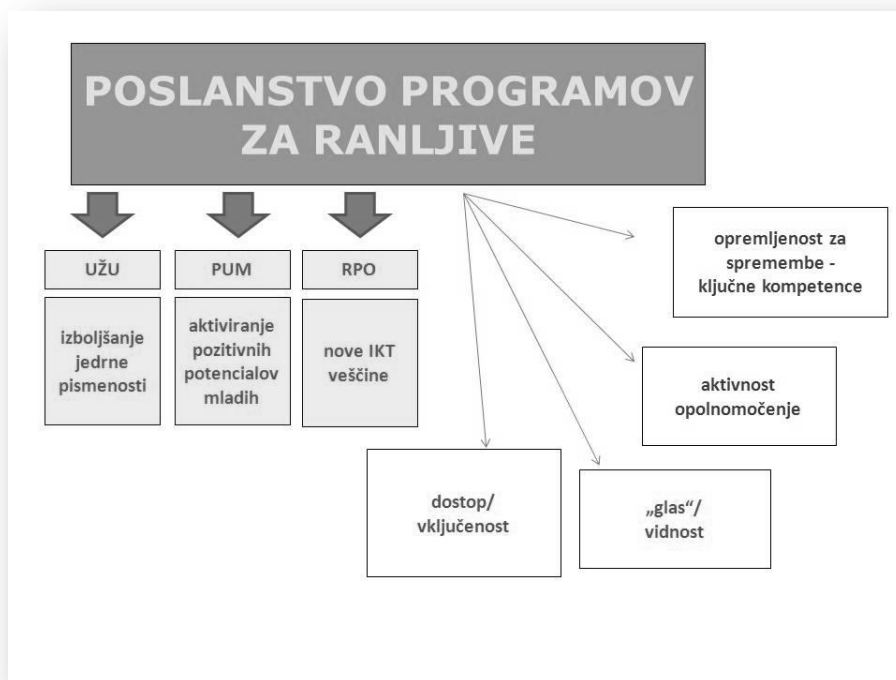 POSLANSTVO PROGRAMOV
ZA RANLJIVE
UŽU
PUM
RPO
izboljšanje
jedrne
pismenosti
aktiviranje
pozitivnih
potencialov
mladih
nove IKT
veščine
opremljenost za
spremembe -
ključne kompetence
aktivnost
opolnomočenje
dostop/
vključenost
„glas“/
vidnost